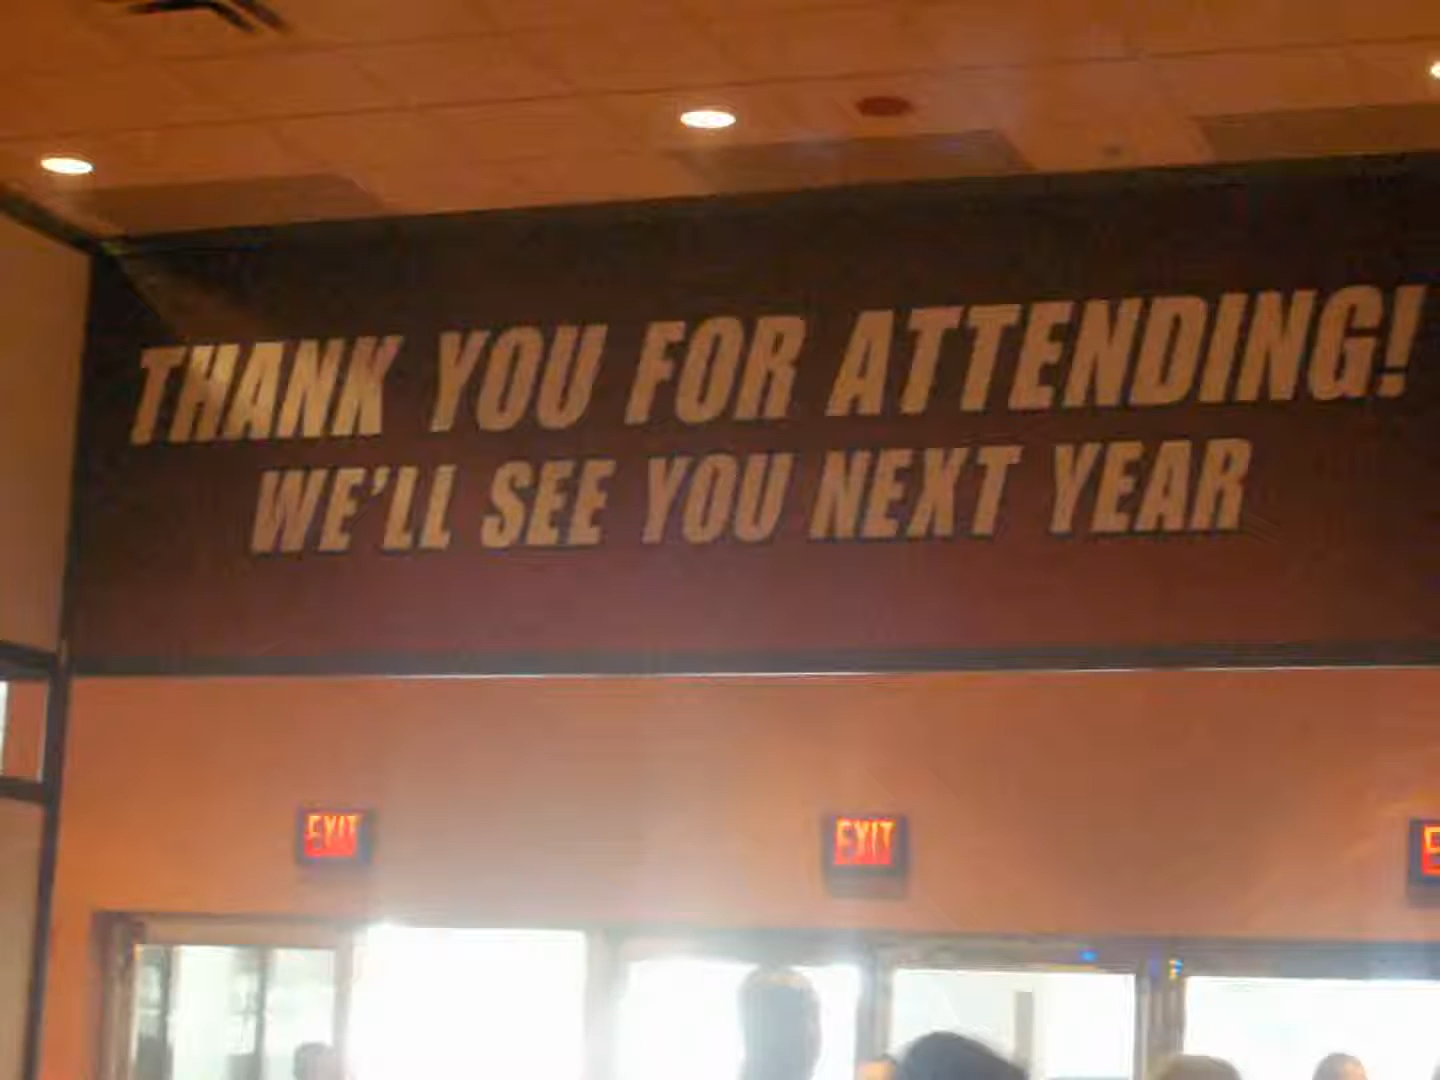 THANK YOU FOR ATTENDING!
WE'LL SEE YOU NEXT YEAR
EXIT
EXIT
E